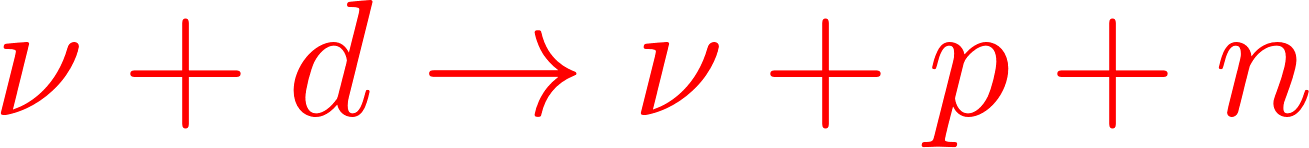 ν + d → ν + p + n